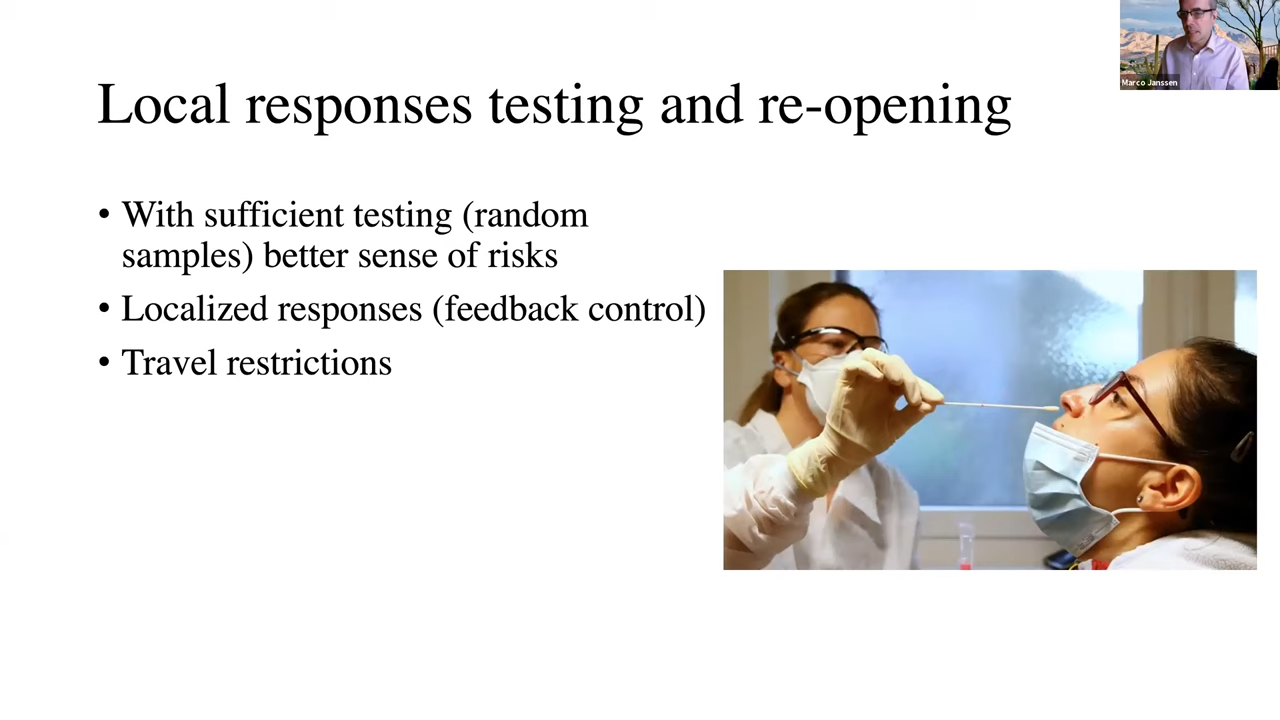 Marco Janssen
Local responses testing and re-opening
• With sufficient testing (random
samples) better sense of risks
• Localized responses (feedback control)
• Travel restrictions